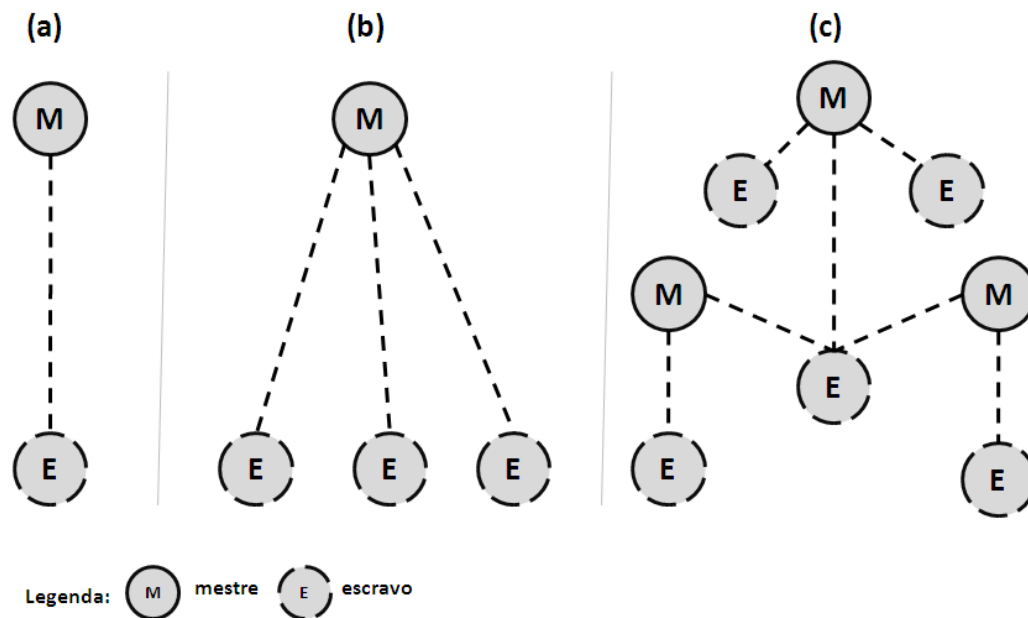 (a) (b) (c)
M M M
E E
M M
E
E E E E E E
Legenda: M mestre E escravo